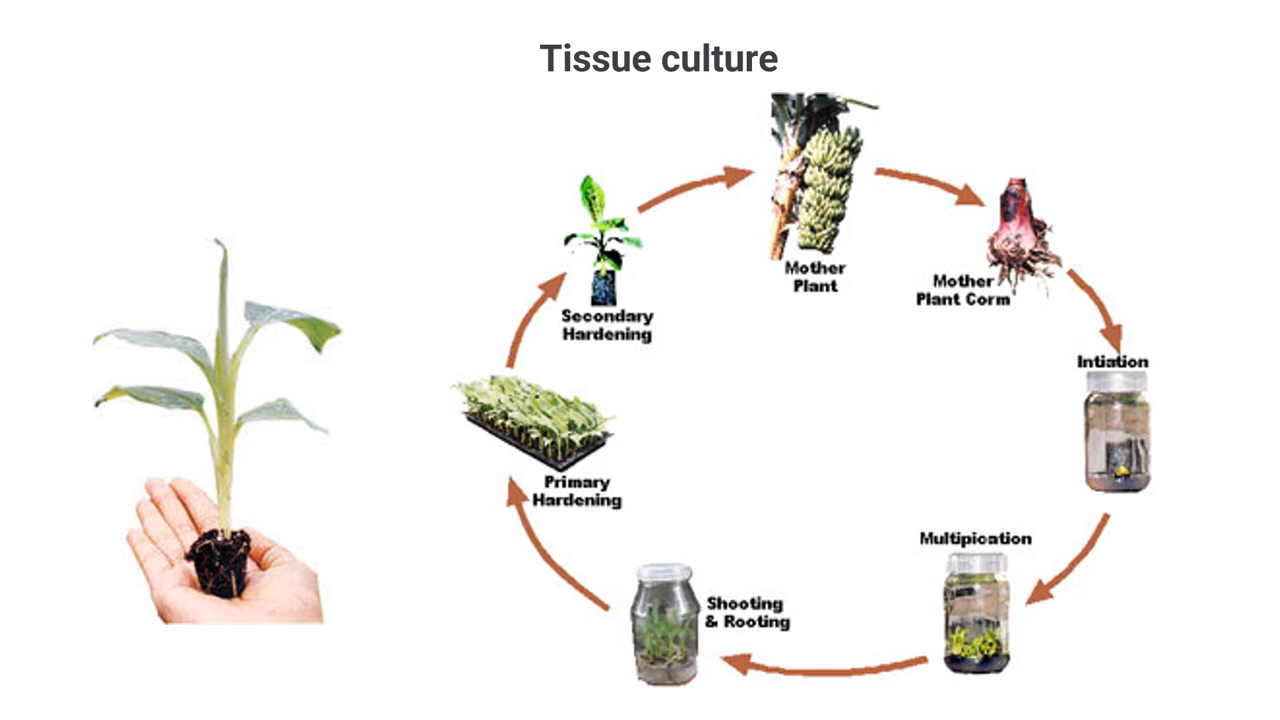 Tissue culture
Mother
Plant
Mother
Plant Corm
Intiation
Multipication
Shooting
& Rooting
Primary
Hardening
Secondary
Hardening